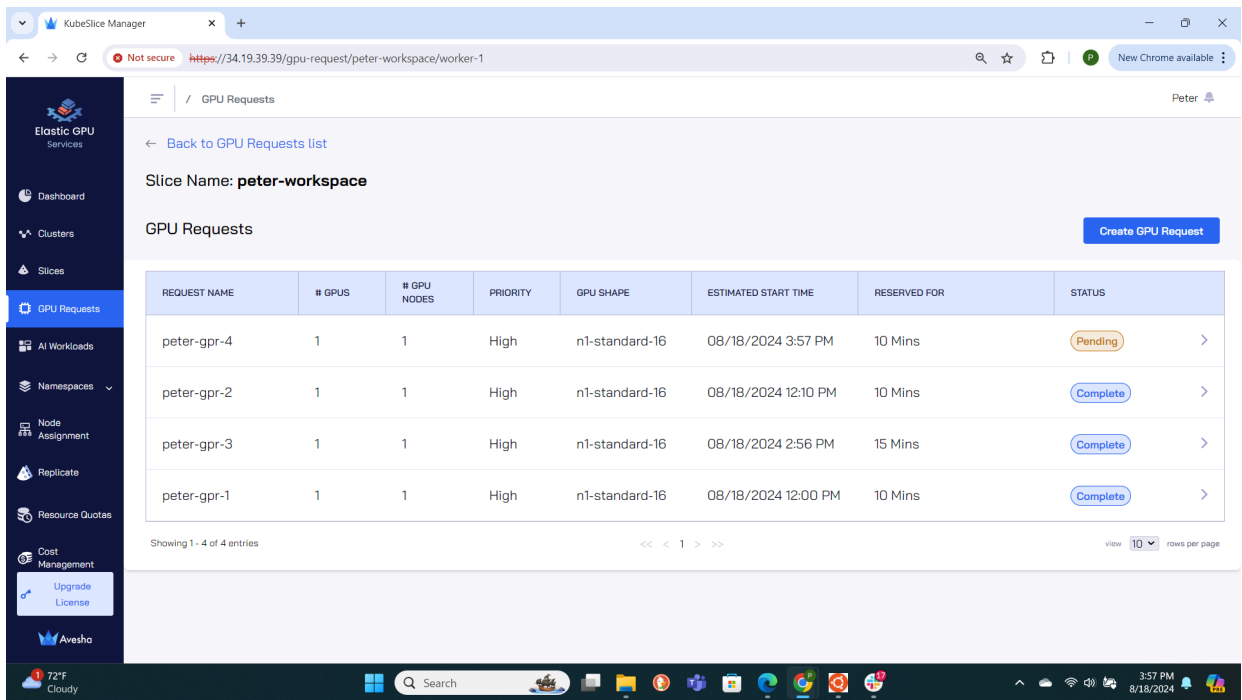 KubeSlice Manager
Not secure https://34.19.39.39/gpu-request/peter-workspace/worker-1
P
New Chrome available
Elastic GPU
Services
Dashboard
Clusters
Slices
GPU Requests
AI Workloads
Namespaces
Node
Assignment
Replicate
Resource Quotas
Cost
Management
Upgrade
License
Avesha
/ GPU Requests
Peter
← Back to GPU Requests list
Slice Name: peter-workspace
GPU Requests
Create GPU Request
REQUEST NAME # GPUS # GPU NODES PRIORITY GPU SHAPE ESTIMATED START TIME RESERVED FOR STATUS
peter-gpr-4 1 1 High n1-standard-16 08/18/2024 3:57 PM 10 Mins Pending
peter-gpr-2 1 1 High n1-standard-16 08/18/2024 12:10 PM 10 Mins Complete
peter-gpr-3 1 1 High n1-standard-16 08/18/2024 2:56 PM 15 Mins Complete
peter-gpr-1 1 1 High n1-standard-16 08/18/2024 12:00 PM 10 Mins Complete
Showing 1 - 4 of 4 entries << < 1 > >> view 10 rows per page
1
72°F
Cloudy
Search
3:57 PM
8/18/2024